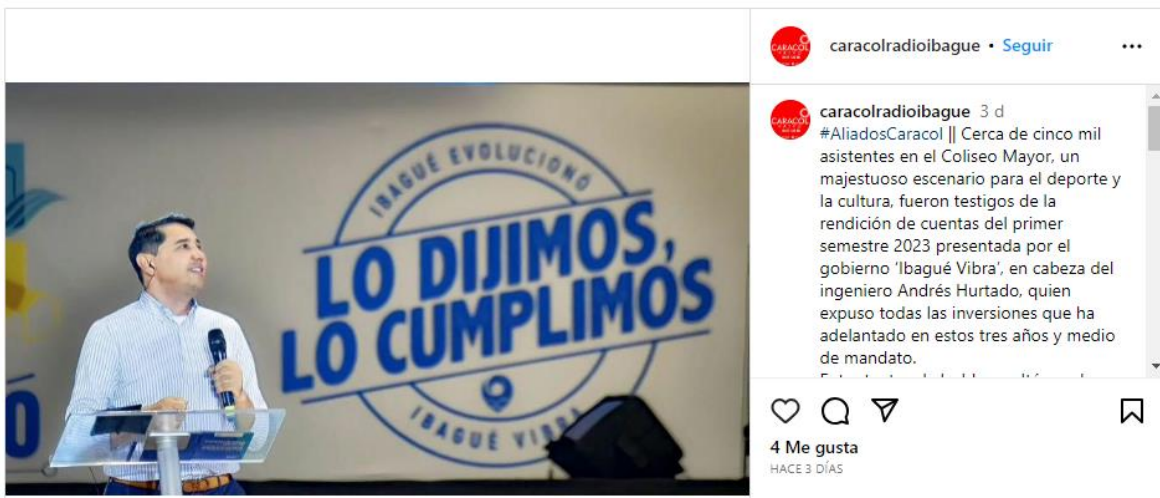 IBAGUÉ EVOLUCIONÓ
LO DIJIMOS,
LO CUMPLIMOS
IBAGUÉ VIBRA
CARACOL
caracolradioibague • Seguir
CARACOL
caracolradioibague 3 d
#AliadosCaracol || Cerca de cinco mil
asistentes en el Coliseo Mayor, un
majestuoso escenario para el deporte y
la cultura, fueron testigos de la
rendición de cuentas del primer
semestre 2023 presentada por el
gobierno ‘Ibagué Vibra’, en cabeza del
ingeniero Andrés Hurtado, quien
expuso todas las inversiones que ha
adelantado en estos tres años y medio
de mandato.
4 Me gusta
HACE 3 DÍAS